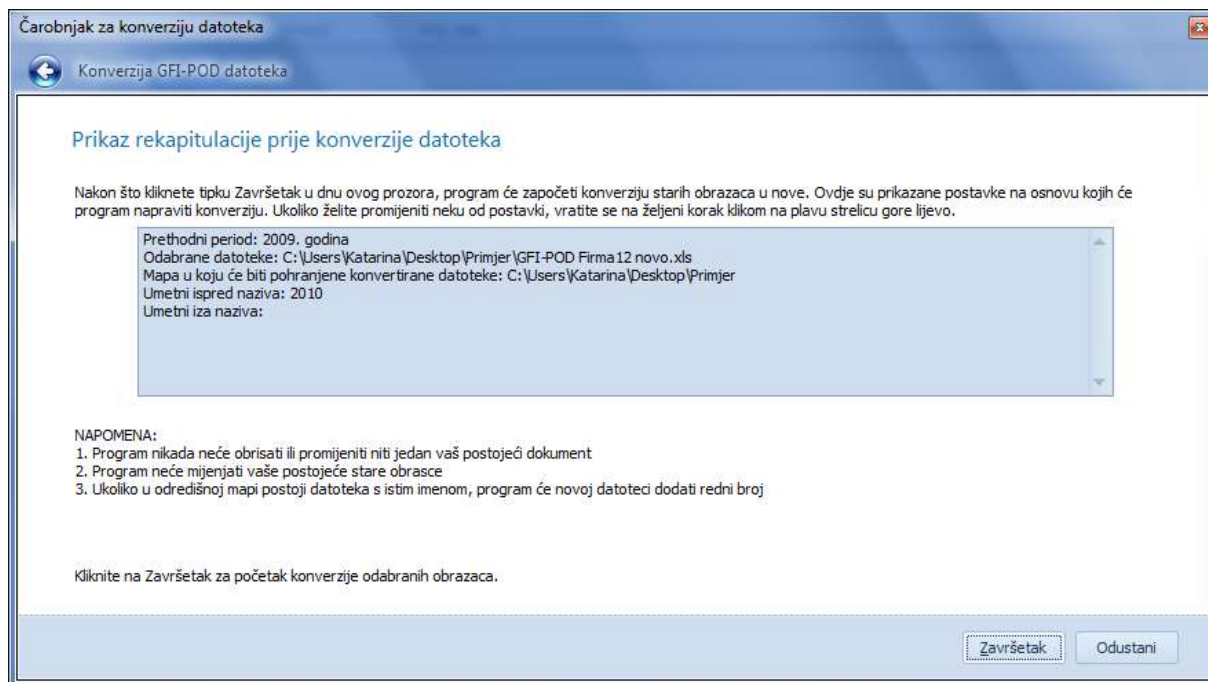 Čarobnjak za konverziju datoteka
Konverzija GFI-POD datoteka
Prikaz rekapitulacije prije konverzije datoteka
Nakon što kliknete tipku Završetak u dnu ovog prozora, program će započeti konverziju starih obrazaca u nove. Ovdje su prikazane postavke na osnovu kojih će
program napraviti konverziju. Ukoliko želite promijeniti neku od postavki, vratite se na željeni korak klikom na plavu strelicu gore lijevo.
Prethodni period: 2009. godina
Odabrane datoteke: C:\Users\Katarina\Desktop\Primjer\GFI-POD Firma12 novo.xls
Mapa u koju će biti pohranjene konvertirane datoteke: C:\Users\Katarina\Desktop\Primjer
Umetni ispred naziva: 2010
Umetni iza naziva:
NAPOMENA:
1. Program nikada neće obrisati ili promijeniti niti jedan vaš postojeći dokument
2. Program neće mijenjati vaše postojeće stare obrasce
3. Ukoliko u odredišnoj mapi postoji datoteka s istim imenom, program će novoj datoteci dodati redni broj
Kliknite na Završetak za početak konverzije odabranih obrazaca.
Završetak Odustani